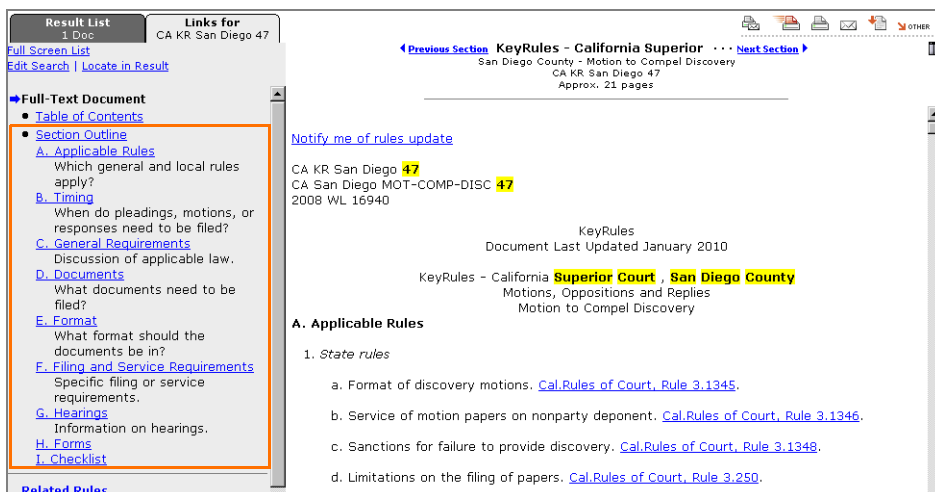 Result List
1 Doc
Links for
CA KR San Diego 47
OTHER
Full Screen List
Edit Search | Locate in Result
Full-Text Document
Table of Contents
Section Outline
A. Applicable Rules
Which general and local rules
apply?
B. Timing
When do pleadings, motions, or
responses need to be filed?
C. General Requirements
Discussion of applicable law.
D. Documents
What documents need to be
filed?
E. Format
What format should the
documents be in?
F. Filing and Service Requirements
Specific filing or service
requirements.
G. Hearings
Information on hearings.
H. Forms
I. Checklist
Related Rules
Previous Section KeyRules - California Superior ··· Next Section
San Diego County - Motion to Compel Discovery
CA KR San Diego 47
Approx. 21 pages
Notify me of rules update
CA KR San Diego 47
CA San Diego MOT-COMP-DISC 47
2008 WL 16940
KeyRules
Document Last Updated January 2010
KeyRules - California Superior Court , San Diego County
Motions, Oppositions and Replies
Motion to Compel Discovery
A. Applicable Rules
1. State rules
a. Format of discovery motions. Cal.Rules of Court, Rule 3.1345.
b. Service of motion papers on nonparty deponent. Cal.Rules of Court, Rule 3.1346.
c. Sanctions for failure to provide discovery. Cal.Rules of Court, Rule 3.1348.
d. Limitations on the filing of papers. Cal.Rules of Court, Rule 3.250.